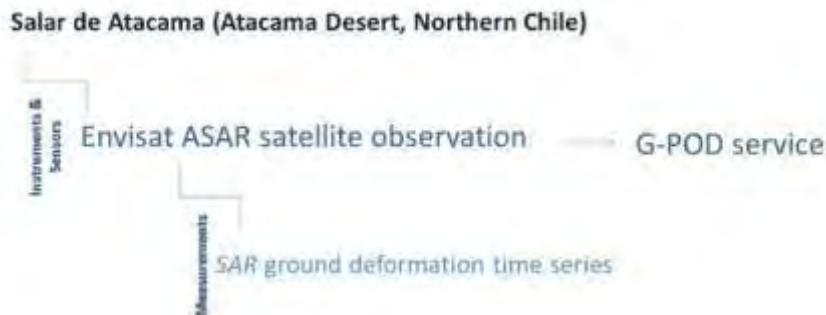 Salar de Atacama (Atacama Desert, Northern Chile)
Instruments &
Sensors
Envisat ASAR satellite observation
G-POD service
Measurements
SAR ground deformation time series